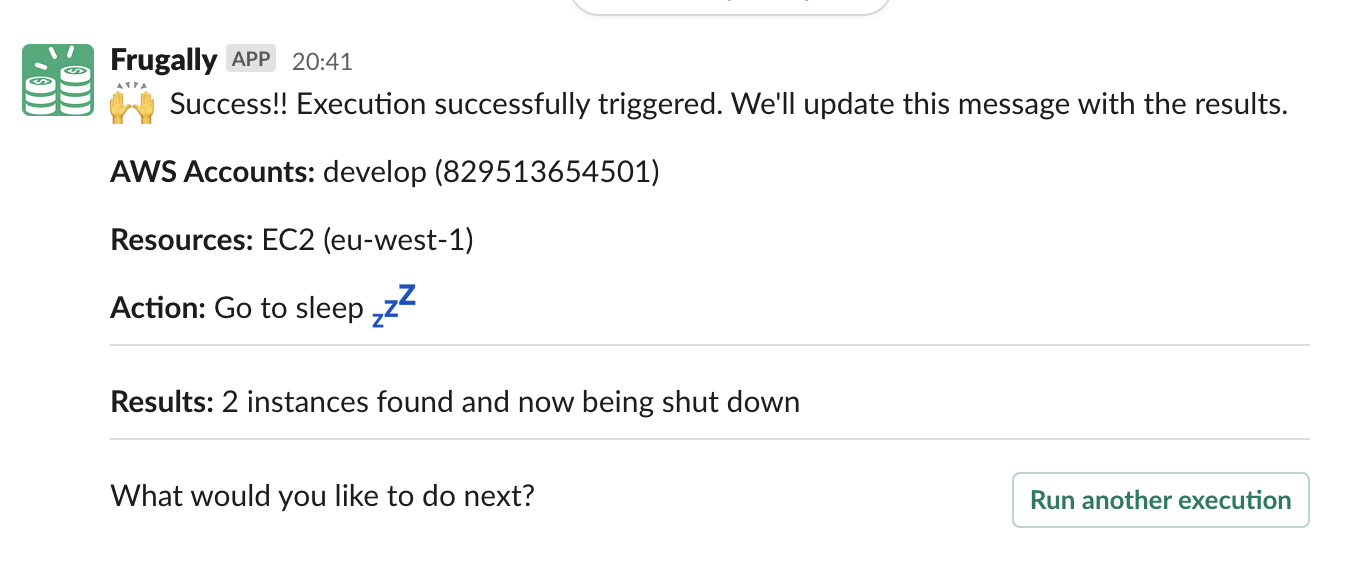 Frugally APP 20:41
Success!! Execution successfully triggered. We'll update this message with the results.
AWS Accounts: develop (829513654501)
Resources: EC2 (eu-west-1)
Action: Go to sleep zzZ
Results: 2 instances found and now being shut down
What would you like to do next?
Run another execution